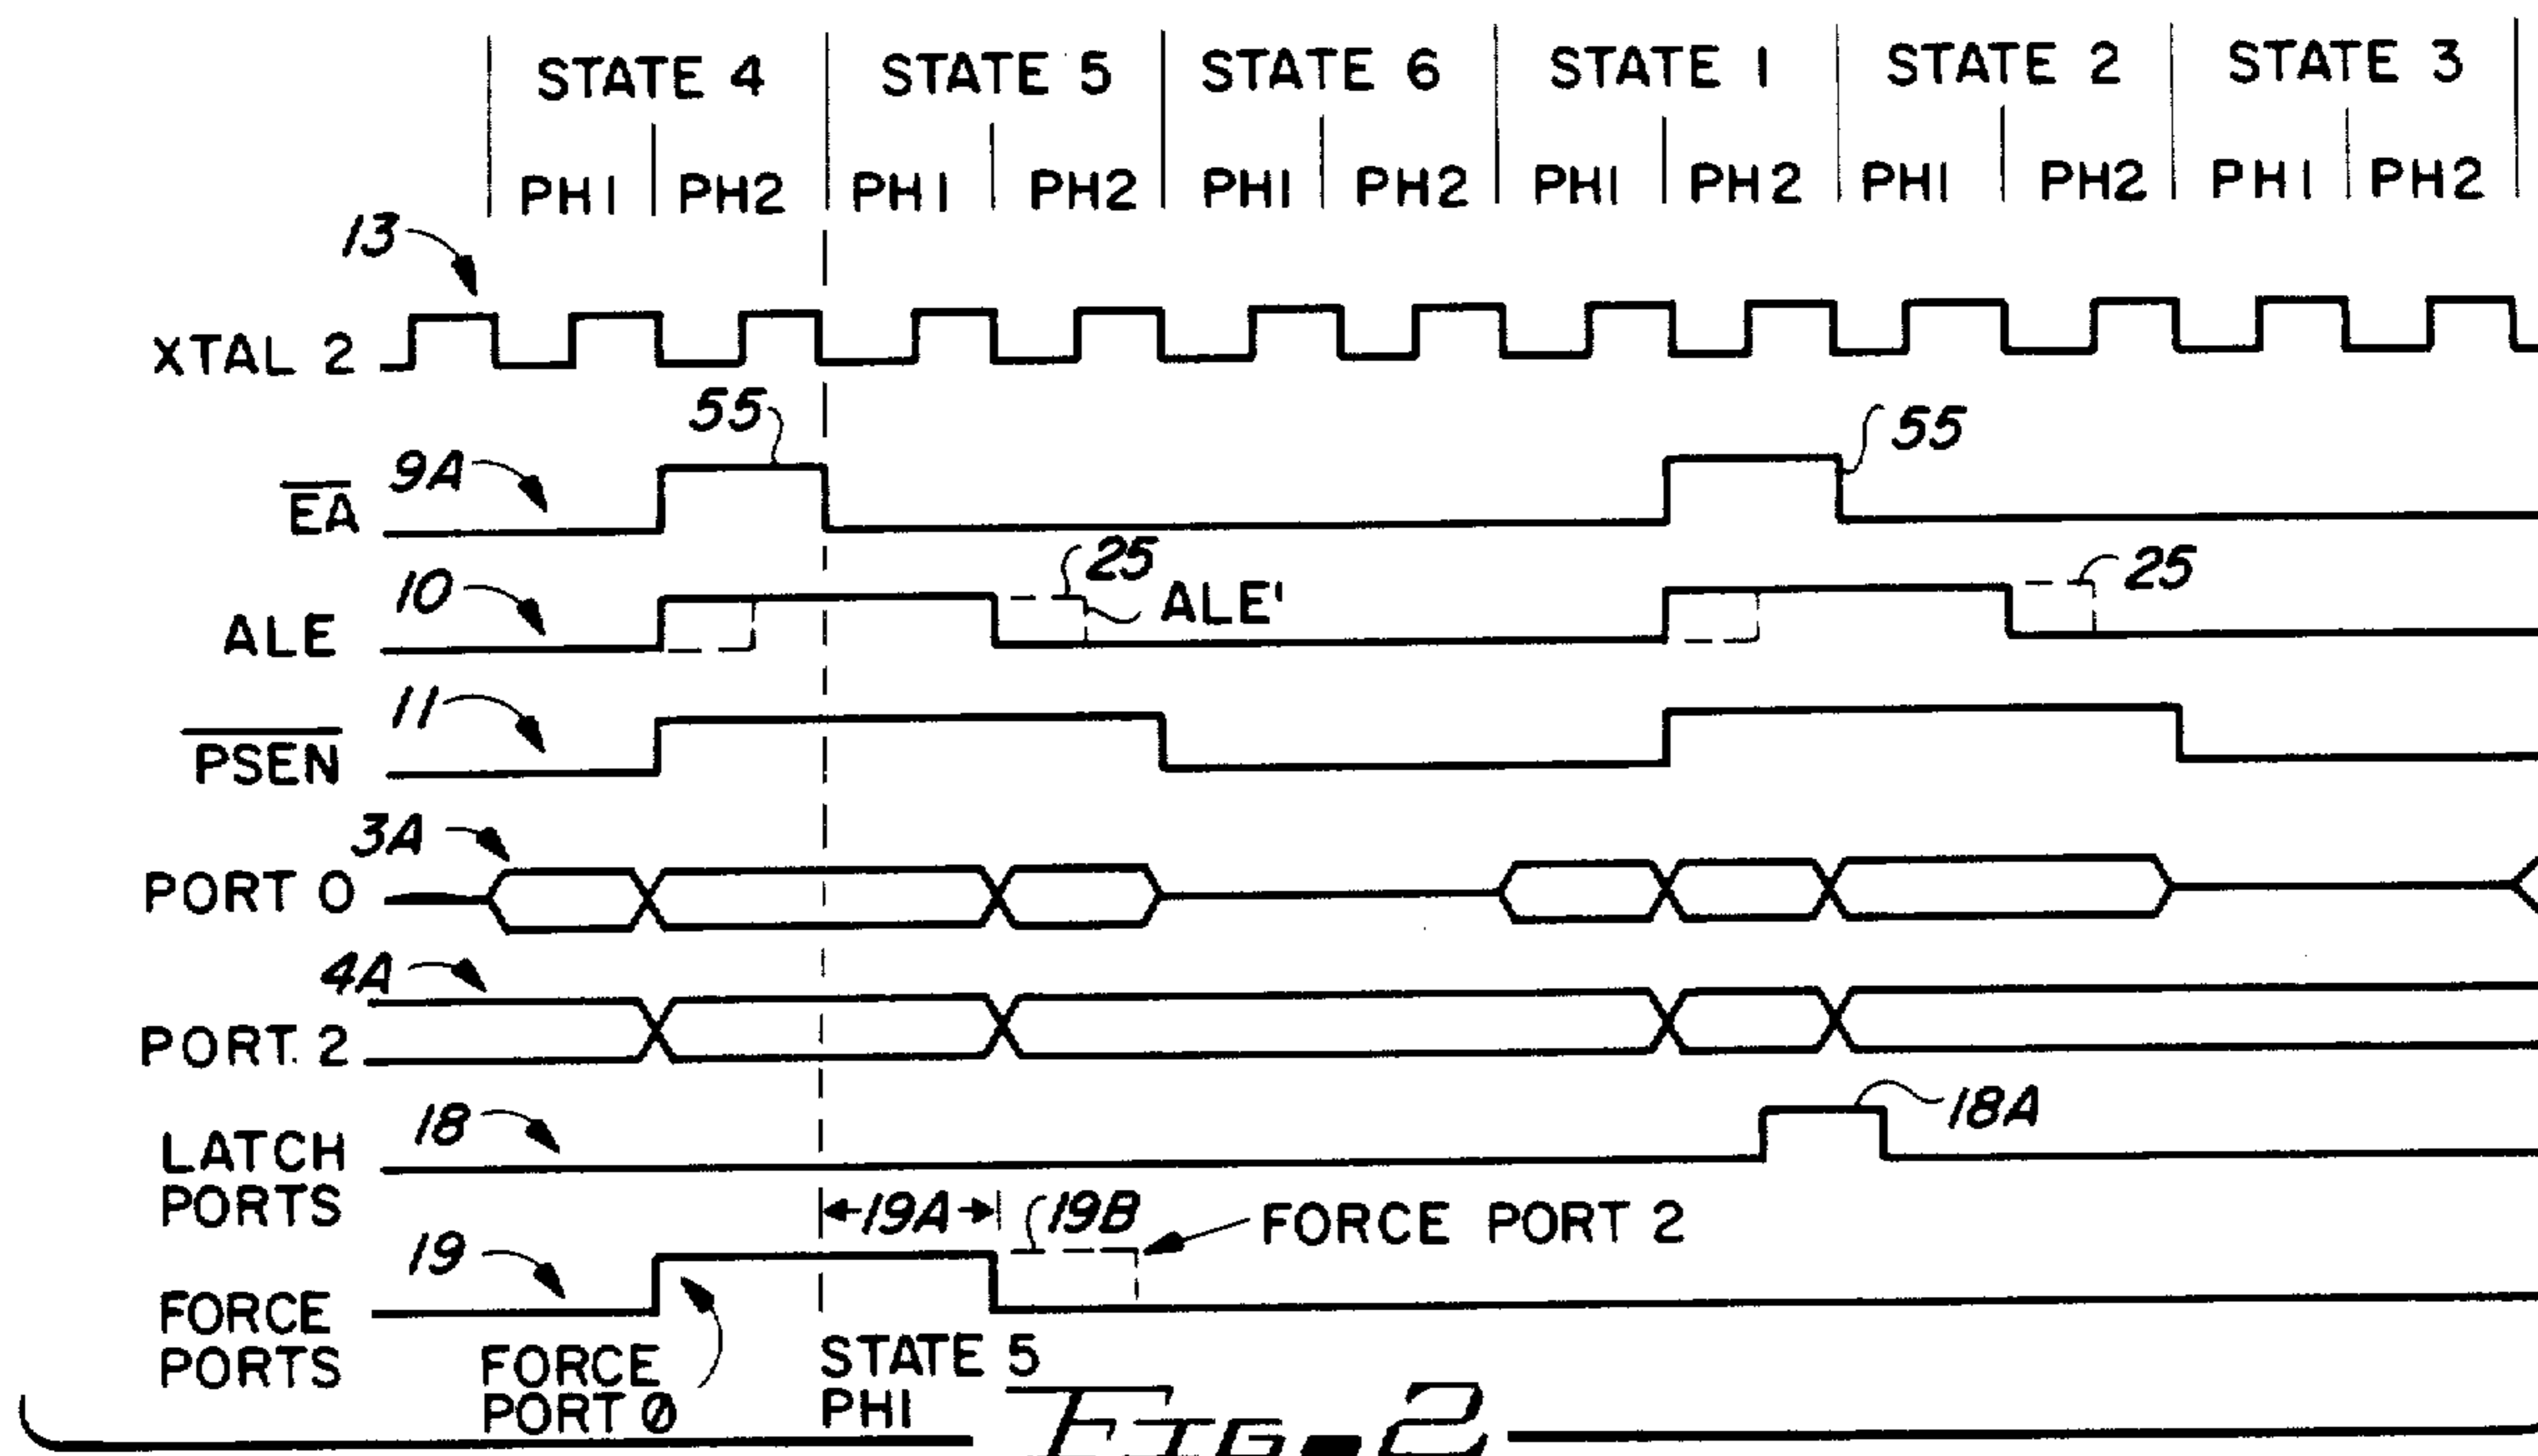 STATE 4 STATE 5 STATE 6 STATE 1 STATE 2 STATE 3
PH1 PH2 PH1 PH2 PH1 PH2 PH1 PH2 PH1 PH2 PH1 PH2
13
XTAL 2
55 55
9A
EA
25 25
10 ALE'
ALE
11
PSEN
3A
PORT 0
4A
PORT 2
18 18A
LATCH
PORTS
19A 19B FORCE PORT 2
19
FORCE
PORTS
FORCE
PORT 0
STATE 5
PH1
FIG. 2